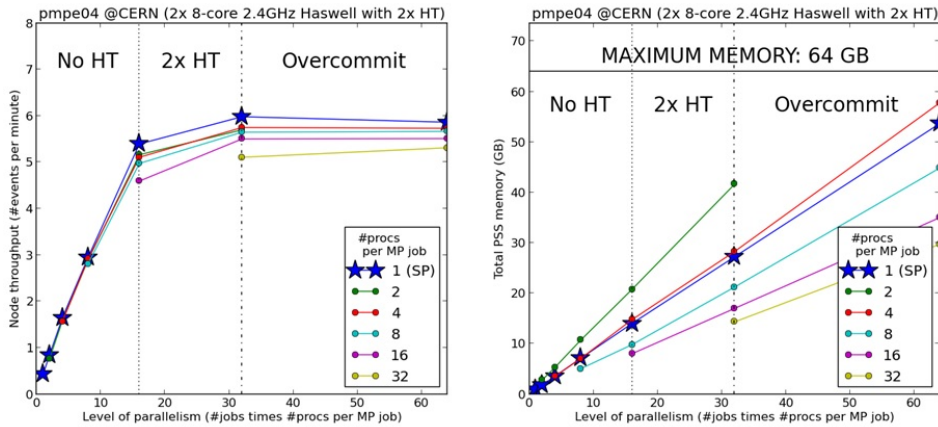 pmpe04 @CERN (2x 8-core 2.4GHz Haswell with 2x HT)
No HT
2x HT
Overcommit
Node throughput (#events per minute)
8
7
6
5
4
3
2
1
0
0
10
20
30
40
50
60
Level of parallelism (#jobs times #procs per MP job)
#procs
per MP job
1 (SP)
2
4
8
16
32
pmpe04 @CERN (2x 8-core 2.4GHz Haswell with 2x HT)
MAXIMUM MEMORY: 64 GB
No HT
2x HT
Overcommit
Total PSS memory (GB)
70
60
50
40
30
20
10
0
0
10
20
30
40
50
60
Level of parallelism (#jobs times #procs per MP job)
#procs
per MP job
1 (SP)
2
4
8
16
32